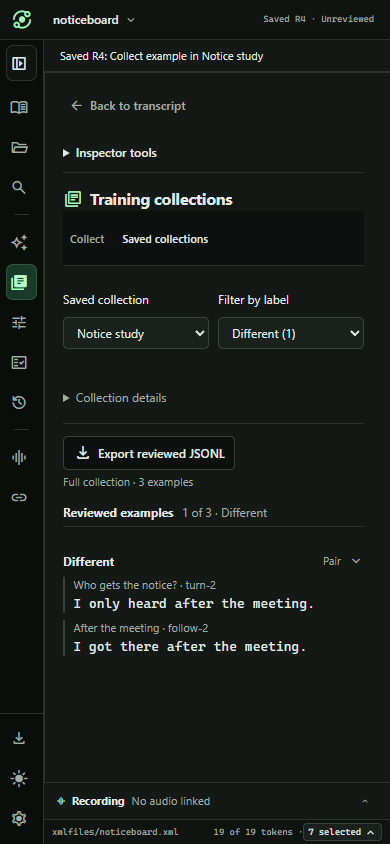 noticeboard
Saved R4 · Unreviewed
Saved R4: Collect example in Notice study
Back to transcript
Inspector tools
Training collections
Collect Saved collections
Saved collection Filter by label
Notice study Different (1)
Collection details
Export reviewed JSONL
Full collection · 3 examples
Reviewed examples 1 of 3 · Different
Different Pair
Who gets the notice? · turn-2
I only heard after the meeting.
After the meeting · follow-2
I got there after the meeting.
Recording No audio linked
xmlfiles/noticeboard.xml 19 of 19 tokens · 7 selected